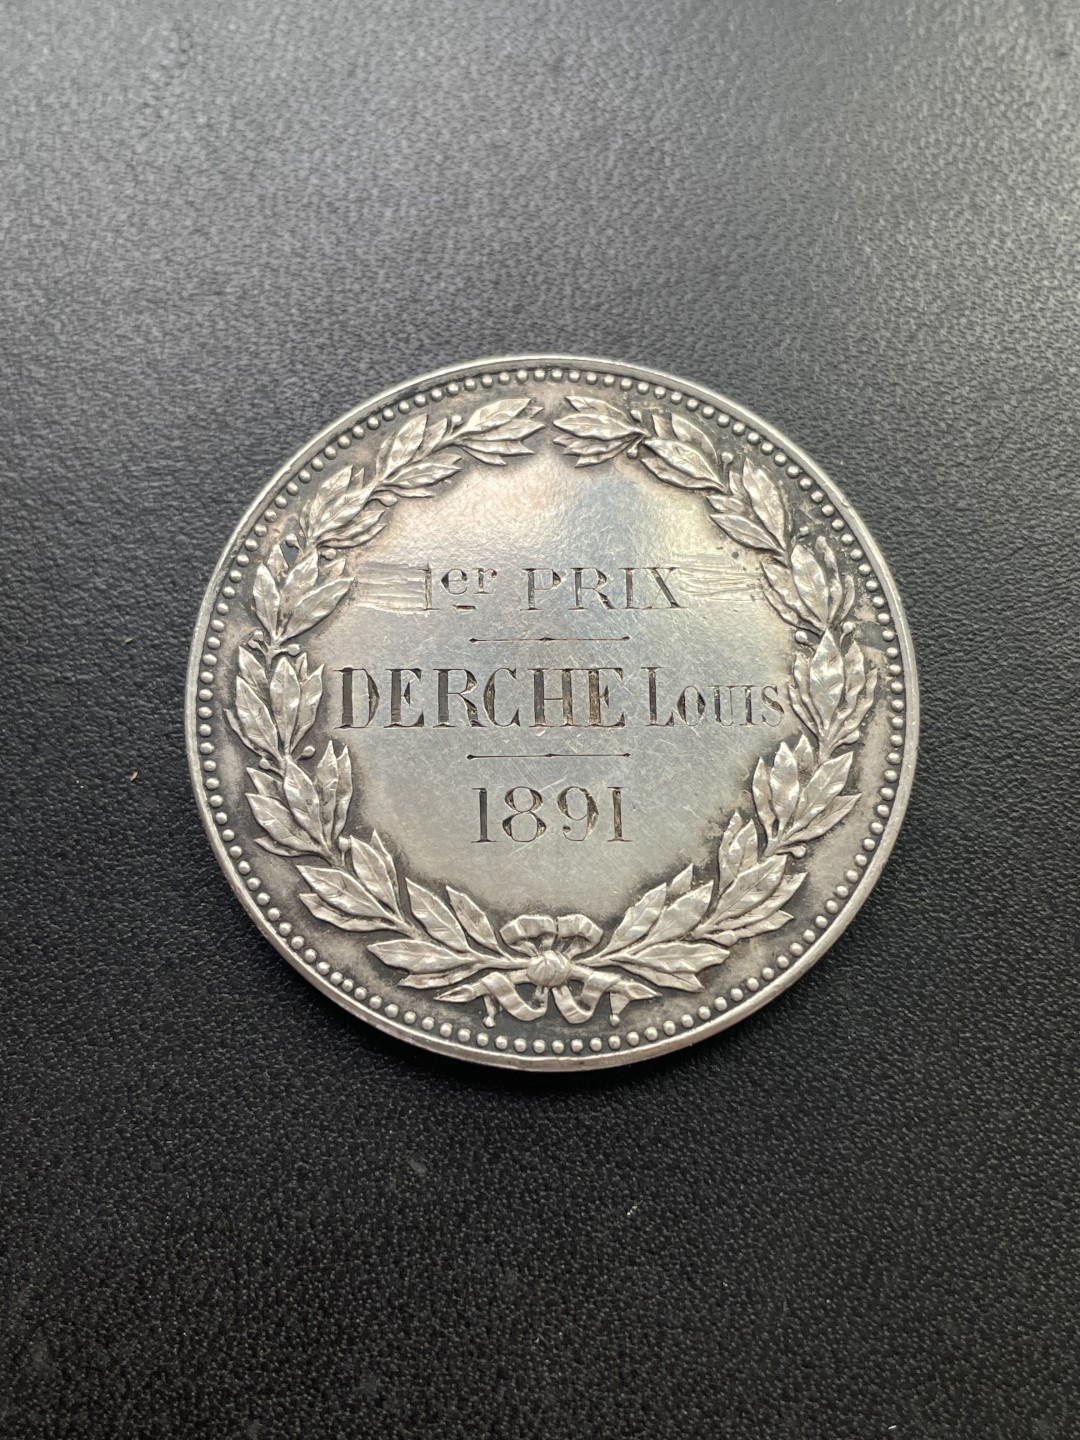 1er PRIX
DERCHE Louis
1891